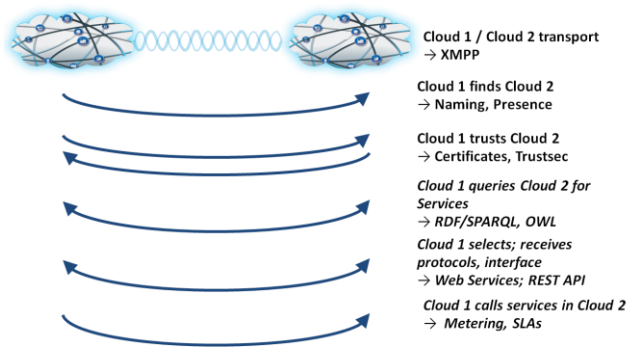 Cloud 1 / Cloud 2 transport
→ XMPP
Cloud 1 finds Cloud 2
→ Naming, Presence
Cloud 1 trusts Cloud 2
→ Certificates, Trustsec
Cloud 1 queries Cloud 2 for
Services
→ RDF/SPARQL, OWL
Cloud 1 selects; receives
protocols, interface
→ Web Services; REST API
Cloud 1 calls services in Cloud 2
→ Metering, SLAs